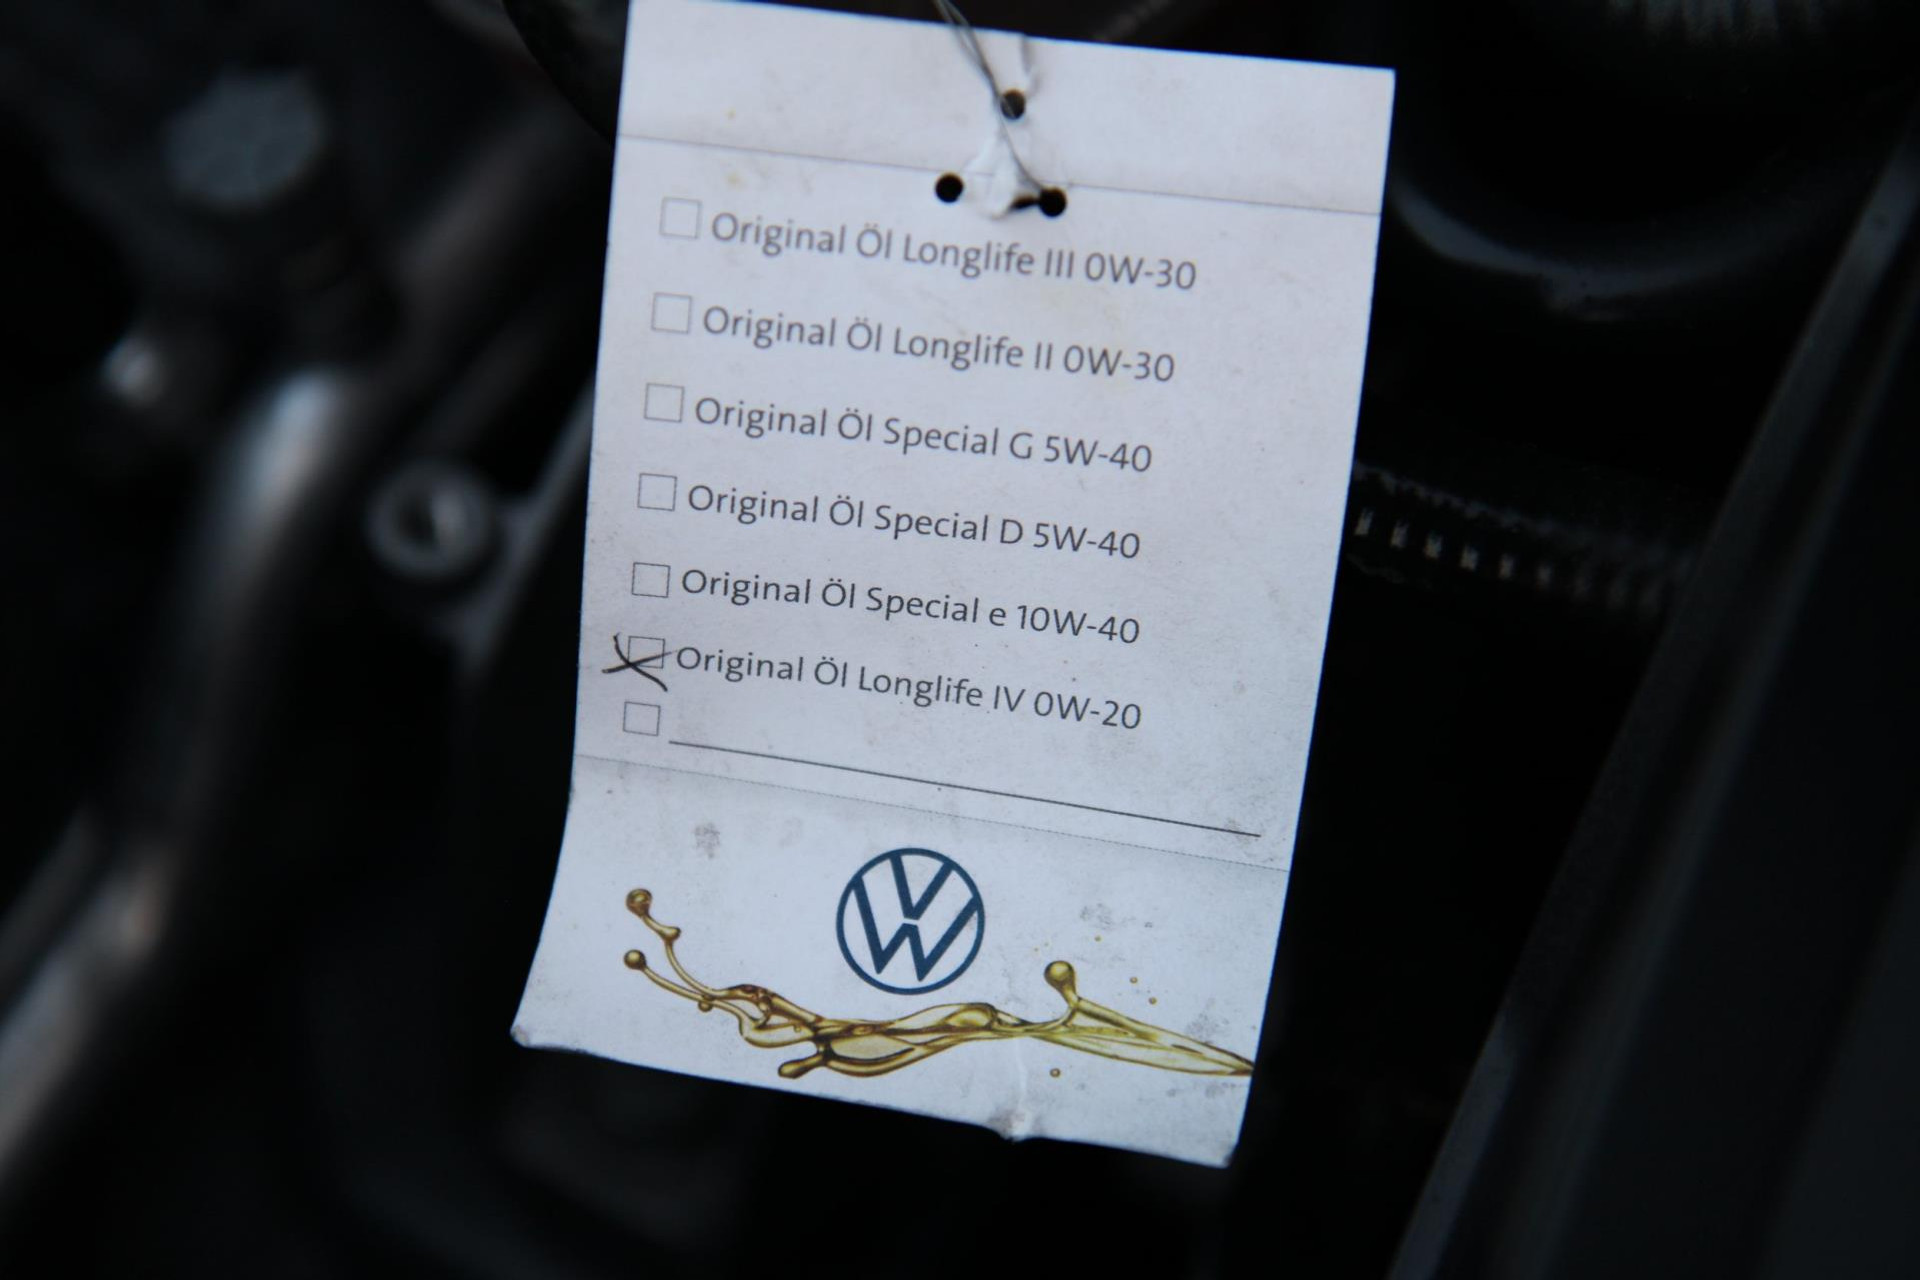 Original Öl Longlife III 0W-30
Original Öl Longlife II 0W-30
Original Öl Special G 5W-40
Original Öl Special D 5W-40
Original Öl Special e 10W-40
Original Öl Longlife IV 0W-20
VW